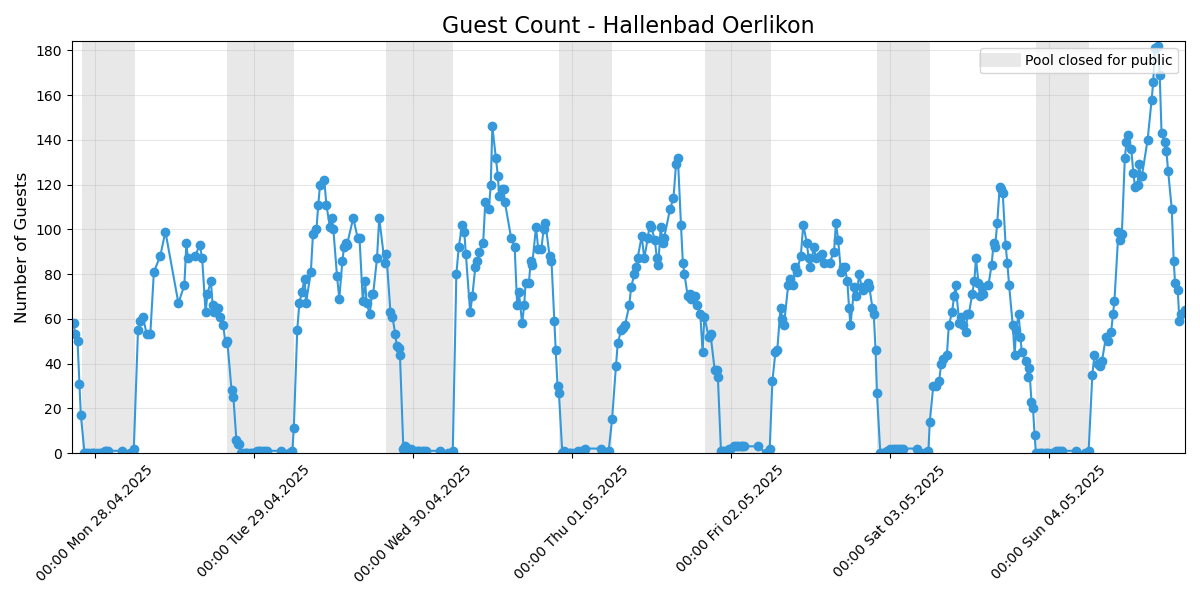 Guest Count - Hallenbad Oerlikon
Pool closed for public
Number of Guests
180
160
140
120
100
80
60
40
20
0
00:00 Mon 28.04.2025
00:00 Tue 29.04.2025
00:00 Wed 30.04.2025
00:00 Thu 01.05.2025
00:00 Fri 02.05.2025
00:00 Sat 03.05.2025
00:00 Sun 04.05.2025